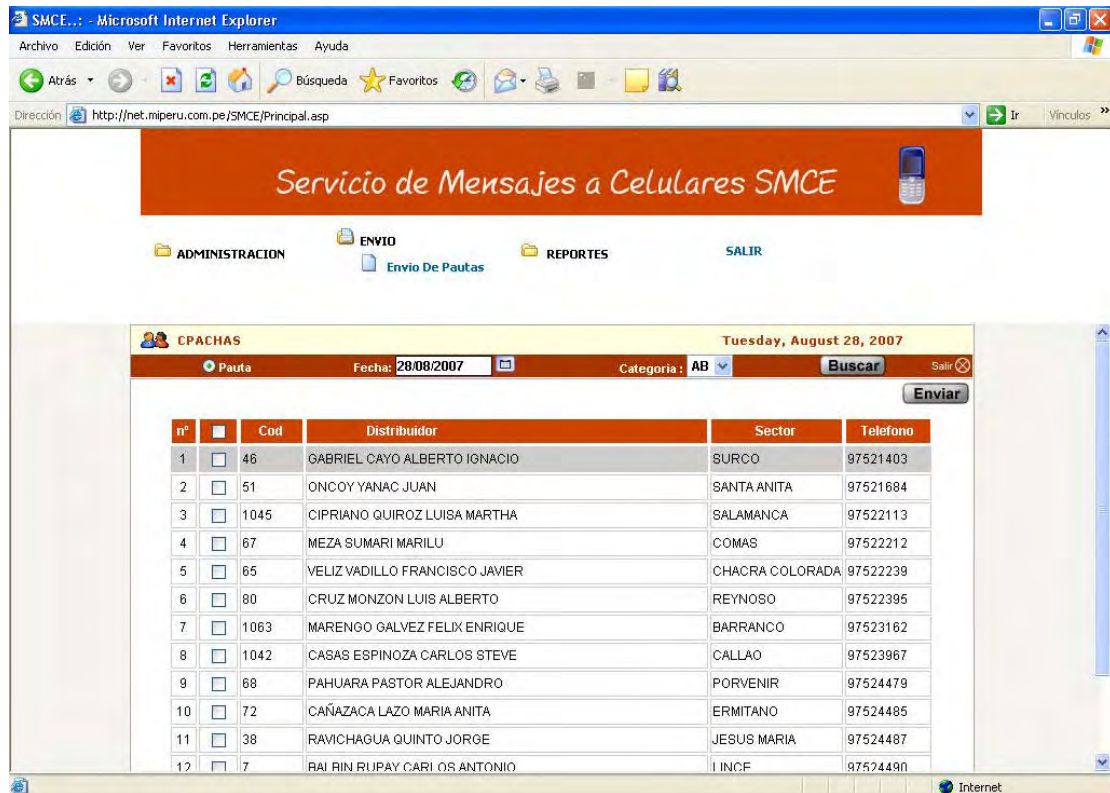 SMCE..: - Microsoft Internet Explorer
Archivo Edición Ver Favoritos Herramientas Ayuda
Atrás Búsqueda Favoritos
Dirección http://net.miperu.com.pe/SMCE/Principal.asp Ir Vínculos »
Servicio de Mensajes a Celulares SMCE
ADMINISTRACION ENVIO REPORTES SALIR
Envio De Pautas
CPACHAS Tuesday, August 28, 2007
Pauta Fecha: 28/08/2007 Categoria : AB Buscar Salir
Enviar
nº Cod Distribuidor Sector Telefono
1 46 GABRIEL CAYO ALBERTO IGNACIO SURCO 97521403
2 51 ONCOY YANAC JUAN SANTA ANITA 97521684
3 1045 CIPRIANO QUIROZ LUISA MARTHA SALAMANCA 97522113
4 67 MEZA SUMARI MARILU COMAS 97522212
5 65 VELIZ VADILLO FRANCISCO JAVIER CHACRA COLORADA 97522239
6 80 CRUZ MONZON LUIS ALBERTO REYNOSO 97522395
7 1063 MARENGO GALVEZ FELIX ENRIQUE BARRANCO 97523162
8 1042 CASAS ESPINOZA CARLOS STEVE CALLAO 97523967
9 68 PAHUARA PASTOR ALEJANDRO PORVENIR 97524479
10 72 CAÑAZACA LAZO MARIA ANITA ERMITANO 97524485
11 38 RAVICHAGUA QUINTO JORGE JESUS MARIA 97524487
12 7 BALBIN RUPAY CARLOS ANTONIO LINCE 97524490
Internet